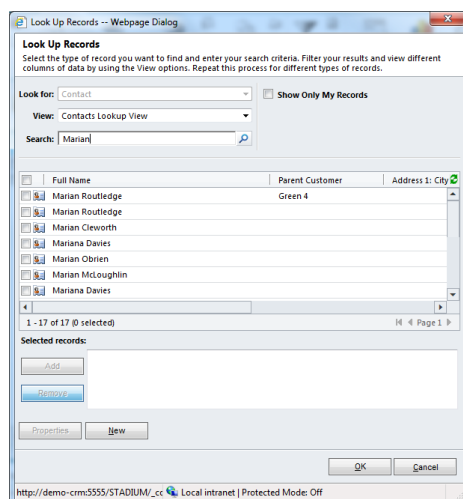 Look Up Records -- Webpage Dialog
Look Up Records
Select the type of record you want to find and enter your search criteria. Filter your results and view different
columns of data by using the View options. Repeat this process for different types of records.
Look for: Contact
Show Only My Records
View: Contacts Lookup View
Search: Marian
Full Name Parent Customer Address 1: City
Marian Routledge Green 4
Marian Routledge
Marian Cleworth
Mariana Davies
Marian Obrien
Marian McLoughlin
Mariana Davies
1 - 17 of 17 (0 selected) Page 1
Selected records:
Add
Remove
Properties New
OK Cancel
http://demo-crm:5555/STADIUM/_cc Local intranet | Protected Mode: Off